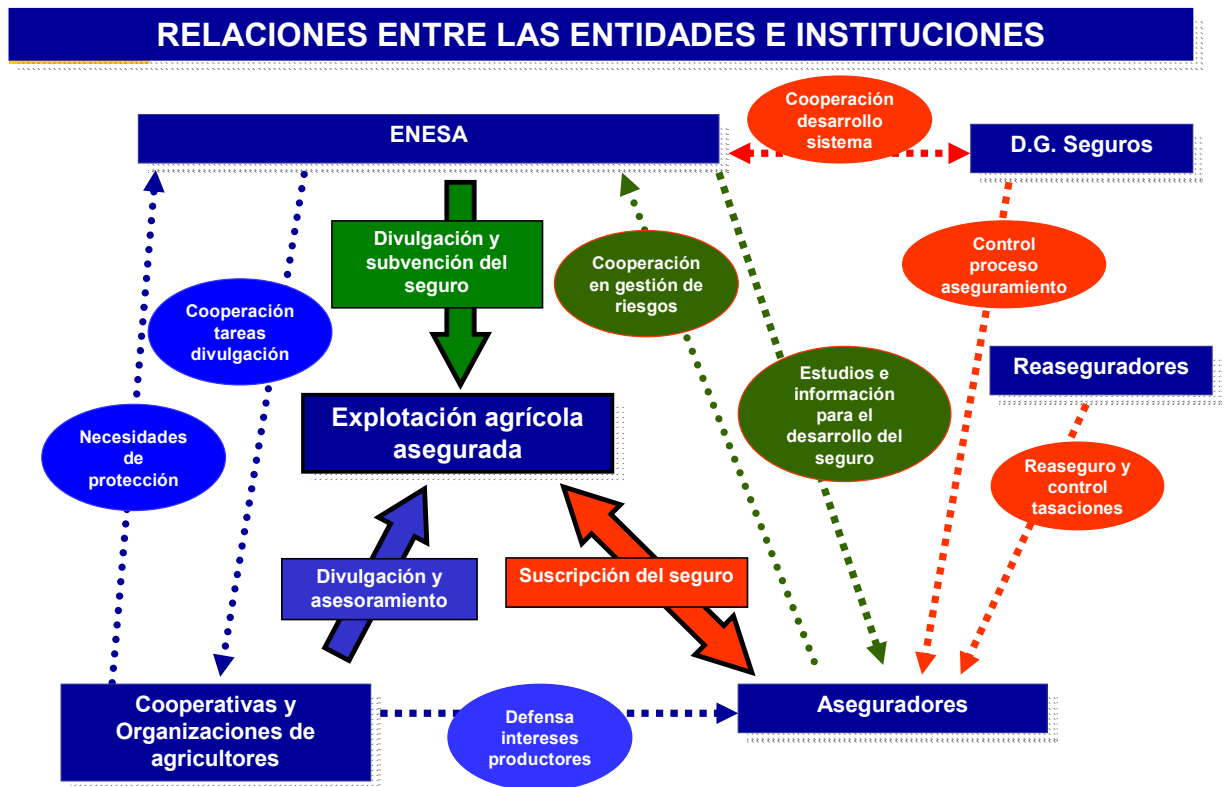 RELACIONES ENTRE LAS ENTIDADES E INSTITUCIONES
Cooperación
desarrollo
sistema
ENESA
D.G. Seguros
Divulgación y
subvención del
seguro
Cooperación
en gestión de
riesgos
Control
proceso
aseguramiento
Cooperación
tareas
divulgación
Estudios e
información
para el
desarrollo del
seguro
Reaseguradores
Explotación agrícola
asegurada
Necesidades
de
protección
Reaseguro y
control
tasaciones
Divulgación y
asesoramiento
Suscripción del seguro
Cooperativas y
Organizaciones de
agricultores
Defensa
intereses
productores
Aseguradores